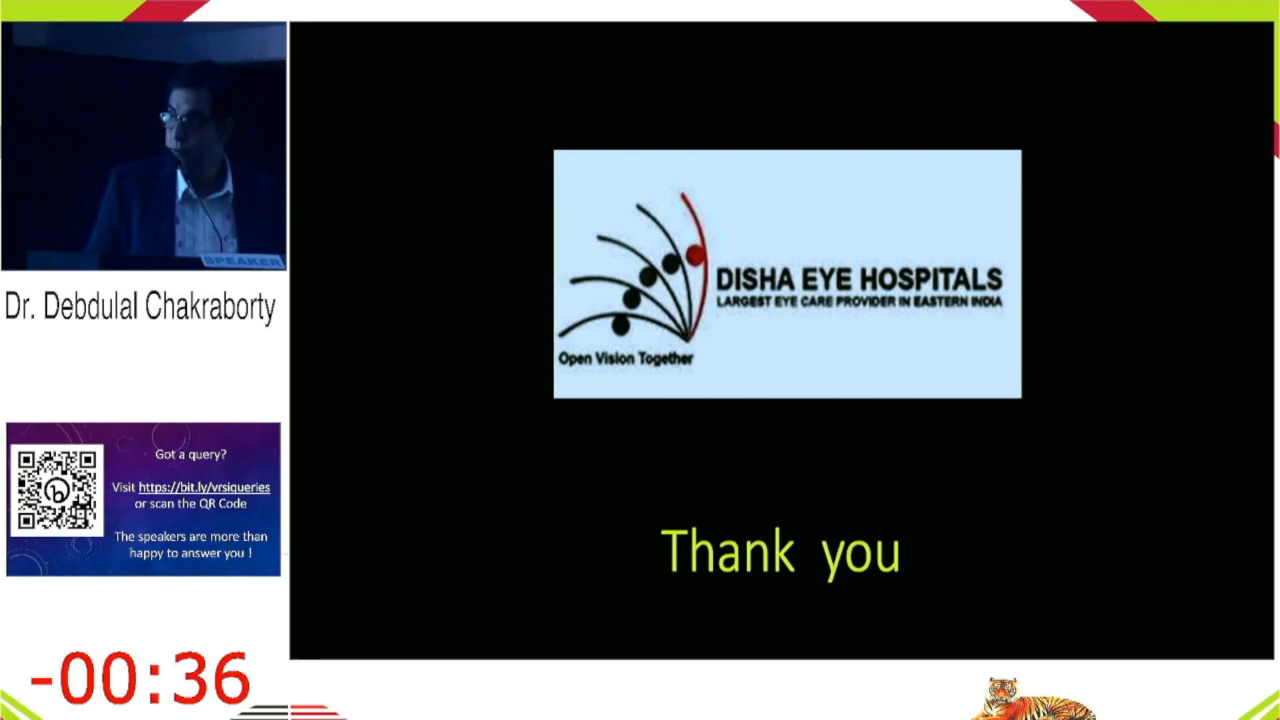 SPEAKER
Dr. Debdulal Chakraborty
Got a query?
Visit https://bit.ly/vrsiqueries
or scan the QR Code
The speakers are more than
happy to answer you !
-00:36
DISHA EYE HOSPITALS
LARGEST EYE CARE PROVIDER IN EASTERN INDIA
Open Vision Together
Thank you